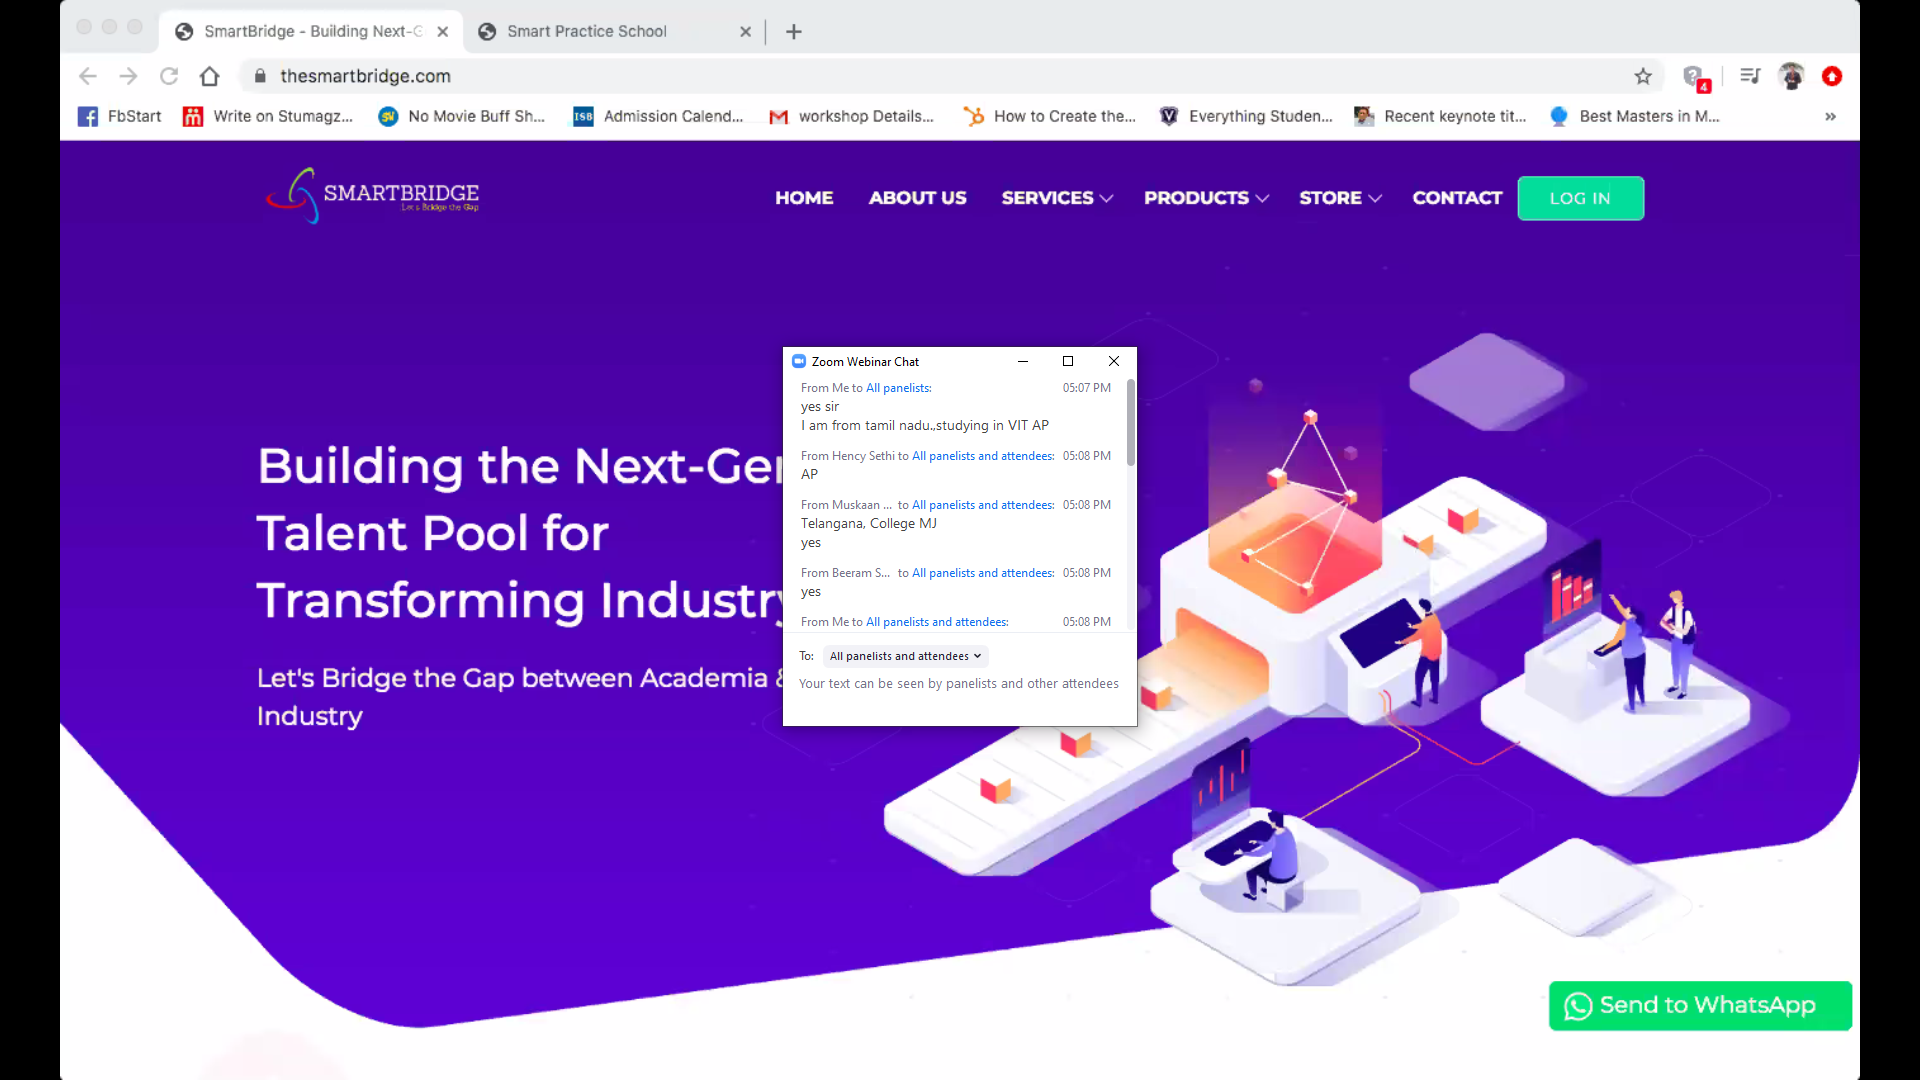 SmartBridge - Building Next-G
Smart Practice School
thesmartbridge.com
4
FbStart
Write on Stumagz...
No Movie Buff Sh...
ISB
Admission Calend...
workshop Details...
How to Create the...
Everything Studen...
Recent keynote tit...
Best Masters in M...
»
SMARTBRIDGE
Let's Bridge the Gap
HOME
ABOUT US
SERVICES
PRODUCTS
STORE
CONTACT
LOG IN
Building the Next-Ge
Talent Pool for
Transforming Industry
Let's Bridge the Gap between Academia &
Industry
Zoom Webinar Chat
From Me to All panelists: 05:07 PM
yes sir
I am from tamil nadu.,studying in VIT AP
From Hency Sethi to All panelists and attendees: 05:08 PM
AP
From Muskaan ... to All panelists and attendees: 05:08 PM
Telangana, College MJ
yes
From Beeram S... to All panelists and attendees: 05:08 PM
yes
From Me to All panelists and attendees: 05:08 PM
To: All panelists and attendees
Your text can be seen by panelists and other attendees
Send to WhatsApp